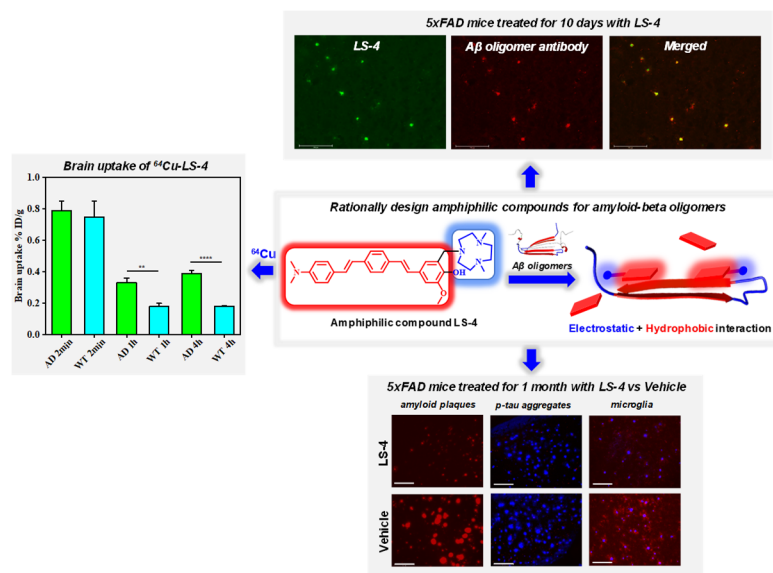 5xFAD mice treated for 10 days with LS-4
LS-4
Aβ oligomer antibody
Merged
Brain uptake of ⁶⁴Cu-LS-4
Brain uptake % ID/g
1.0
0.8
0.6
0.4
0.2
0.0
**
****
AD 2min
WT 2min
AD 1h
WT 1h
AD 4h
WT 4h
⁶⁴Cu
Rationally design amphiphilic compounds for amyloid-beta oligomers
N
O
OH
N
N
N
Amphiphilic compound LS-4
Aβ oligomers
Electrostatic + Hydrophobic interaction
5xFAD mice treated for 1 month with LS-4 vs Vehicle
amyloid plaques
p-tau aggregates
microglia
LS-4
Vehicle